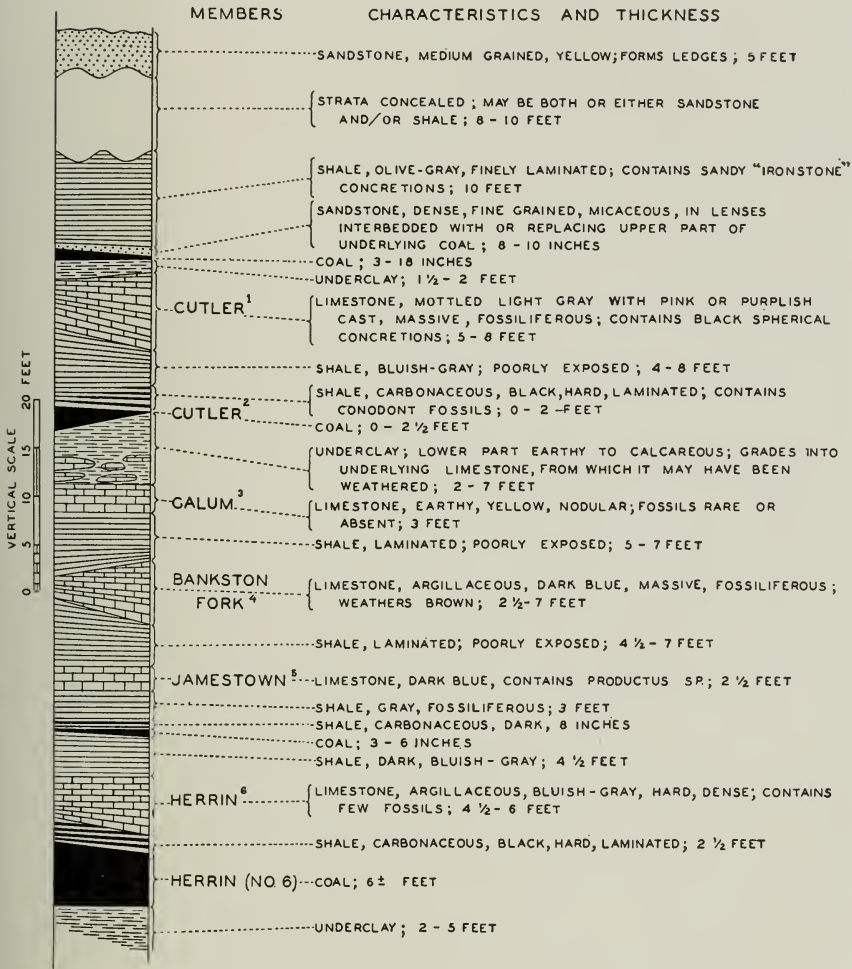 MEMBERS CHARACTERISTICS AND THICKNESS
SANDSTONE, MEDIUM GRAINED, YELLOW; FORMS LEDGES; 5 FEET
STRATA CONCEALED; MAY BE BOTH OR EITHER SANDSTONE
AND/OR SHALE; 8 - 10 FEET
SHALE, OLIVE-GRAY, FINELY LAMINATED; CONTAINS SANDY "IRONSTONE"
CONCRETIONS; 10 FEET
SANDSTONE, DENSE, FINE GRAINED, MICACEOUS, IN LENSES
INTERBEDDED WITH OR REPLACING UPPER PART OF
UNDERLYING COAL; 8 - 10 INCHES
COAL; 3 - 18 INCHES
UNDERCLAY; 1 1/2 - 2 FEET
CUTLER 1 LIMESTONE, MOTTLED LIGHT GRAY WITH PINK OR PURPLISH
CAST, MASSIVE, FOSSILIFEROUS; CONTAINS BLACK SPHERICAL
CONCRETIONS; 5 - 8 FEET
SHALE, BLUISH-GRAY; POORLY EXPOSED; 4 - 8 FEET
SHALE, CARBONACEOUS, BLACK, HARD, LAMINATED; CONTAINS
CONODONT FOSSILS; 0 - 2 - FEET
CUTLER 2 COAL; 0 - 2 1/2 FEET
UNDERCLAY; LOWER PART EARTHY TO CALCAREOUS; GRADES INTO
UNDERLYING LIMESTONE, FROM WHICH IT MAY HAVE BEEN
WEATHERED; 2 - 7 FEET
GALUM 3 LIMESTONE, EARTHY, YELLOW, NODULAR; FOSSILS RARE OR
ABSENT; 3 FEET
SHALE, LAMINATED; POORLY EXPOSED; 5 - 7 FEET
BANKSTON LIMESTONE, ARGILLACEOUS, DARK BLUE, MASSIVE, FOSSILIFEROUS;
FORK 4 WEATHERS BROWN; 2 1/2 - 7 FEET
SHALE, LAMINATED; POORLY EXPOSED; 4 1/2 - 7 FEET
JAMESTOWN 5 LIMESTONE, DARK BLUE, CONTAINS PRODUCTUS SP.; 2 1/2 FEET
SHALE, GRAY, FOSSILIFEROUS; 3 FEET
SHALE, CARBONACEOUS, DARK, 8 INCHES
COAL; 3 - 6 INCHES
SHALE, DARK, BLUISH - GRAY; 4 1/2 FEET
HERRIN 6 LIMESTONE, ARGILLACEOUS, BLUISH - GRAY, HARD, DENSE; CONTAINS
FEW FOSSILS; 4 1/2 - 6 FEET
SHALE, CARBONACEOUS, BLACK, HARD, LAMINATED; 2 1/2 FEET
HERRIN (NO. 6) COAL; 6 ± FEET
UNDERCLAY; 2 - 5 FEET
VERTICAL SCALE FEET
20
15
10
5
0